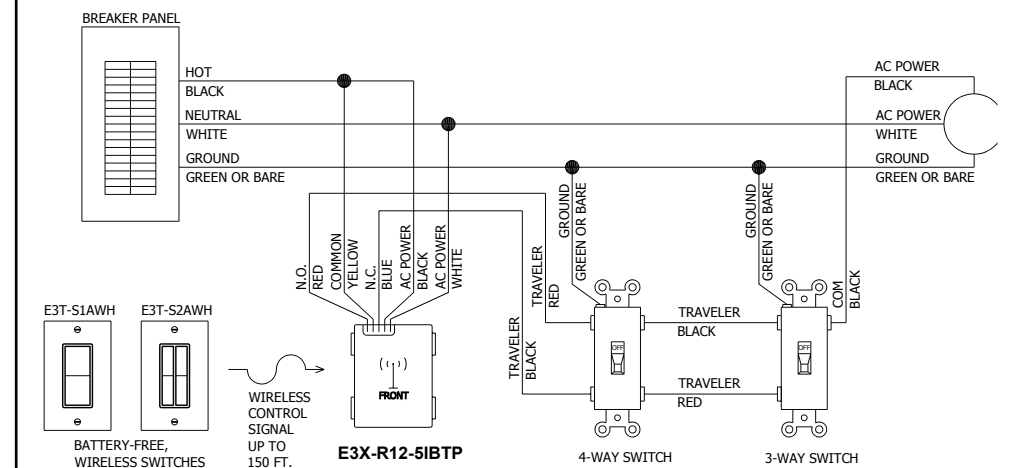 BREAKER PANEL
HOT
BLACK
NEUTRAL
WHITE
GROUND
GREEN OR BARE
AC POWER
BLACK
AC POWER
WHITE
GROUND
GREEN OR BARE
N.O.
RED
COMMON
YELLOW
N.C.
BLUE
AC POWER
BLACK
AC POWER
WHITE
TRAVELER
RED
TRAVELER
BLACK
GROUND
GREEN OR BARE
GROUND
GREEN OR BARE
COM
BLACK
TRAVELER
BLACK
TRAVELER
RED
OFF
OFF
E3T-S1AWH
E3T-S2AWH
BATTERY-FREE,
WIRELESS SWITCHES
WIRELESS
CONTROL
SIGNAL
UP TO
150 FT.
FRONT
E3X-R12-5IBTP
4-WAY SWITCH
3-WAY SWITCH